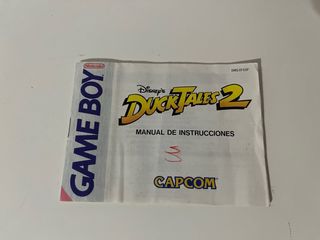 Nintendo
GAME BOY
Disney's
DUCKTALES 2
MANUAL DE INSTRUCCIONES
CAPCOM